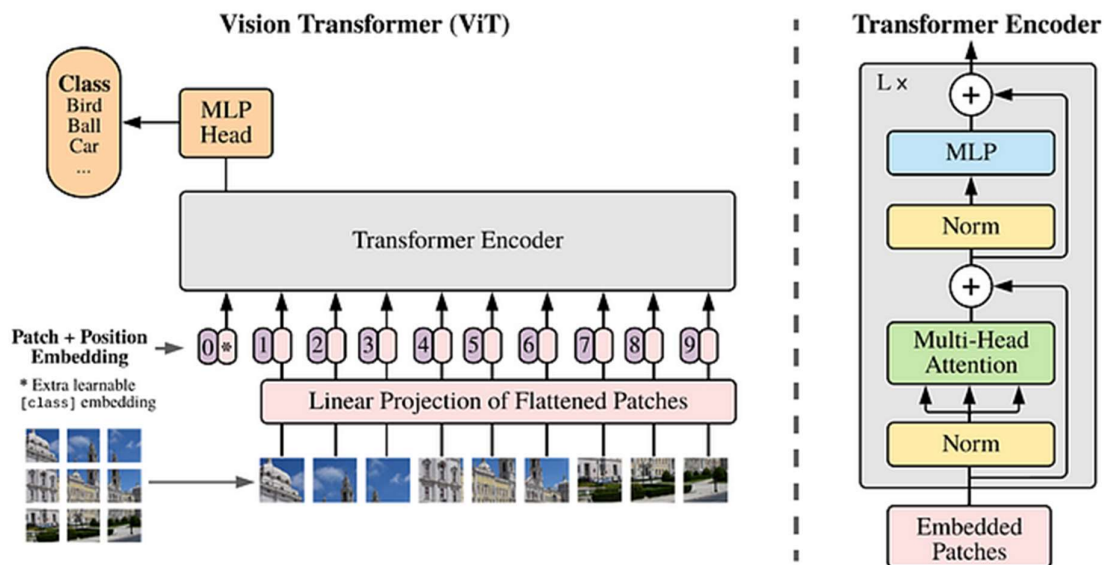 Vision Transformer (ViT)
Class
Bird
Ball
Car
...
MLP
Head
Transformer Encoder
Patch + Position
Embedding
0 * 1 2 3 4 5 6 7 8 9
* Extra learnable
[class] embedding
Linear Projection of Flattened Patches
Transformer Encoder
L ×
+
MLP
Norm
+
Multi-Head
Attention
Norm
Embedded
Patches